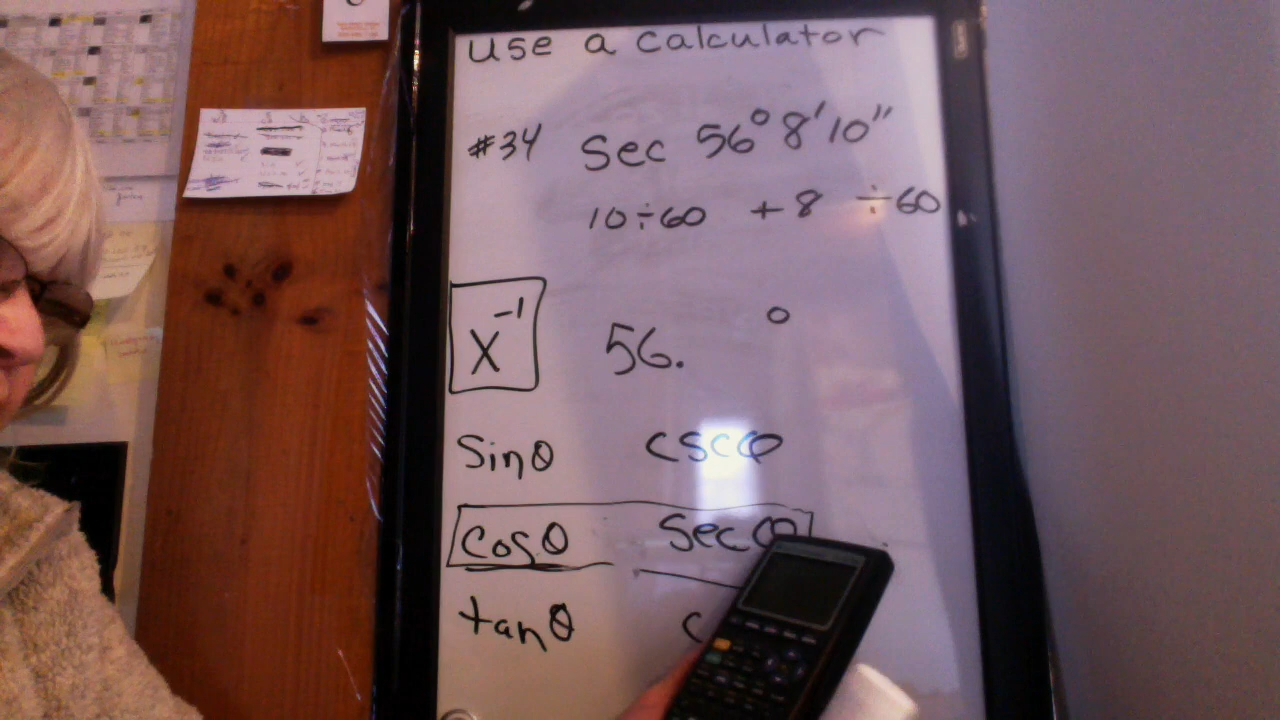 use a calculator
#34 Sec 56° 8' 10"
10÷60 + 8 ÷60
x⁻¹ 56. °
Sinθ cscθ
cosθ Secθ
tanθ c